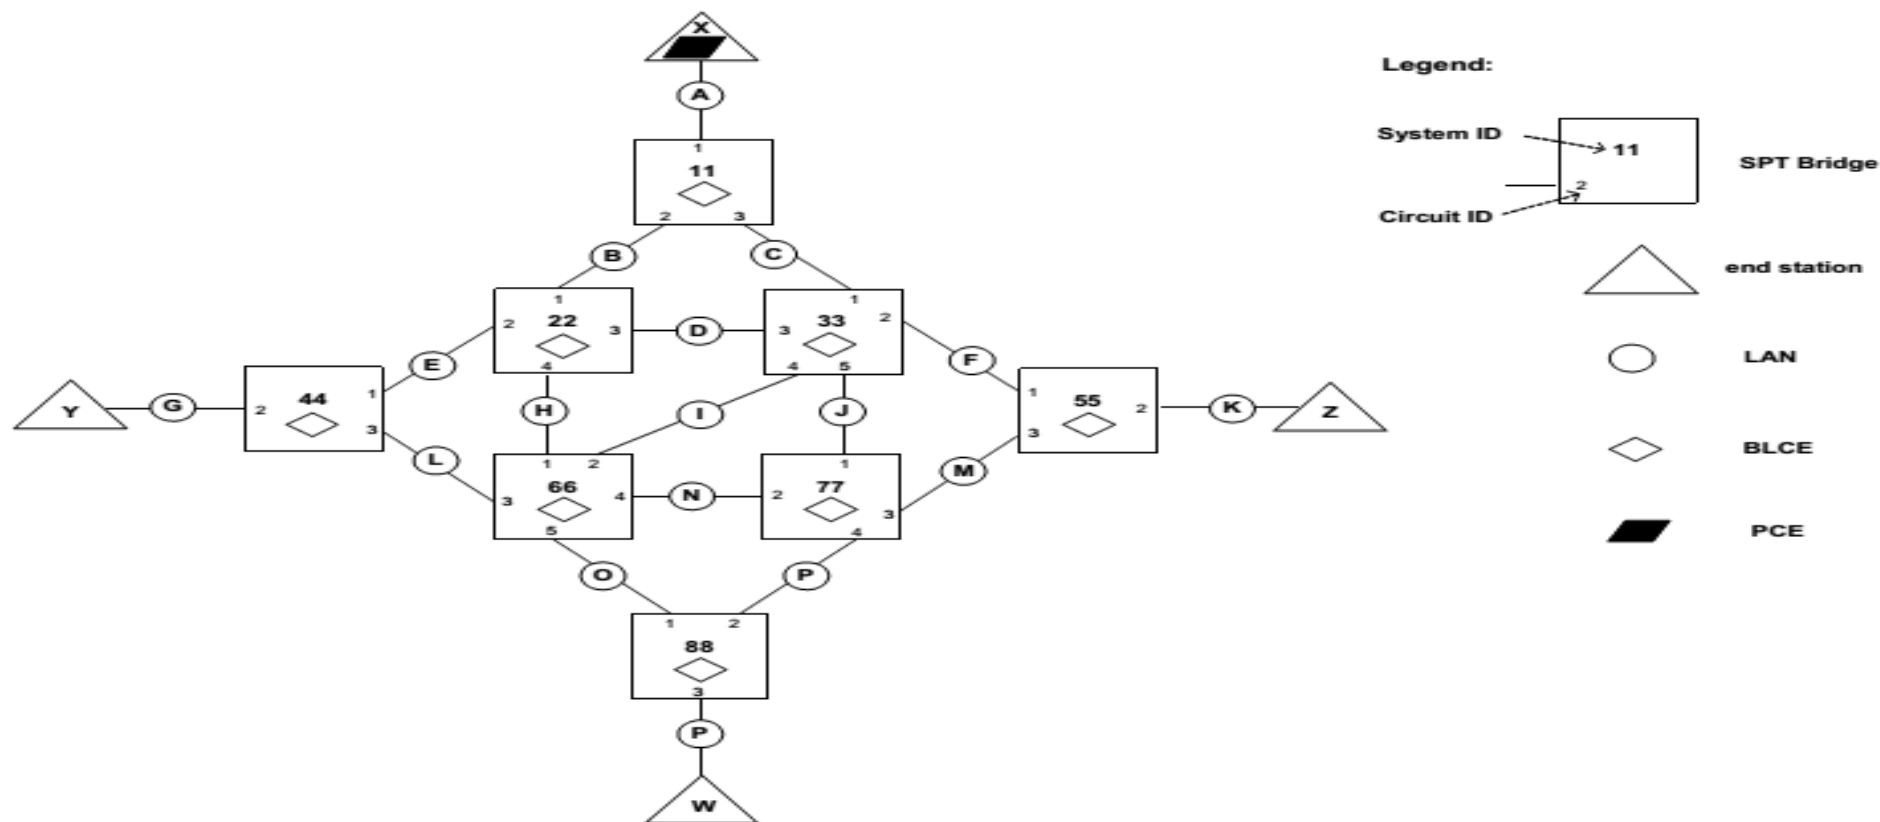 X
Legend:
A
System ID
11
SPT Bridge
2
Circuit ID
1
11
2 3
B C
end station
1
22
2 3
4
D
1
33
2
3
4 5
E F
LAN
Y
G
44
1
2
3
H I J
1
55
2
3
K
Z
BLCE
L M
1 2
66
3 4
5
N
1
77
2
3
4
PCE
O P
1 2
88
3
P
W